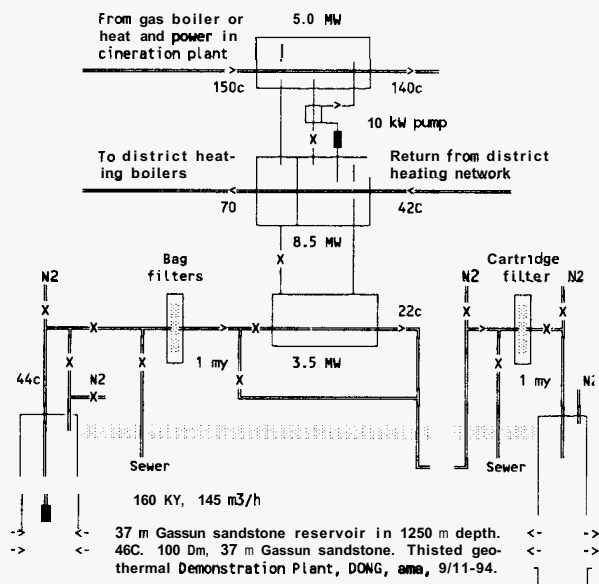 From gas boiler or
heat and power in
cineration plant
5.0 MW
150c
140c
10 kW pump
To district heat-
ing boilers
Return from district
heating network
70
42C
8.5 MW
Bag
filters
Cartridge
filter
N2
N2
N2
22c
1 my
3.5 MW
1 my
44c
N2
N2
Sewer
Sewer
160 KY, 145 m3/h
37 m Gassun sandstone reservoir in 1250 m depth.
46C. 100 Dm, 37 m Gassun sandstone. Thisted geo-
thermal Demonstration Plant, DONG, ama, 9/11-94.